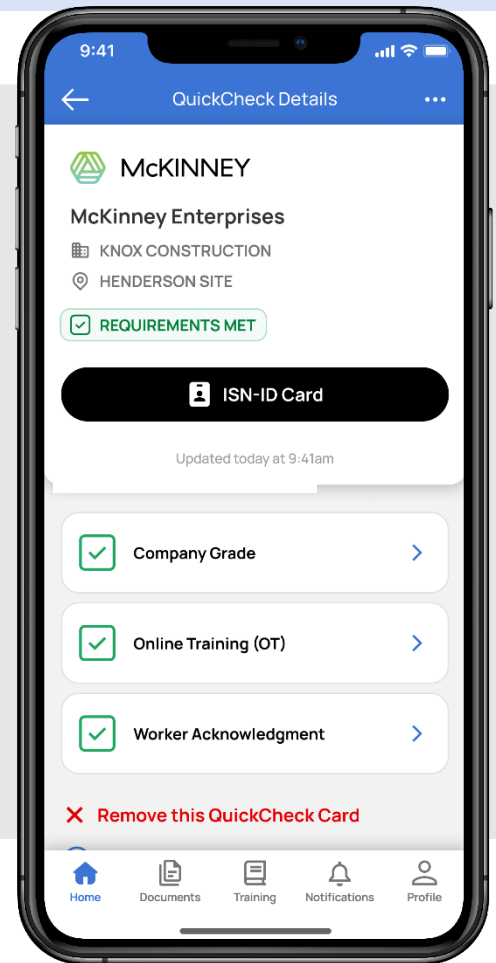 9:41
QuickCheck Details
McKINNEY
McKinney Enterprises
KNOX CONSTRUCTION
HENDERSON SITE
REQUIREMENTS MET
ISN-ID Card
Updated today at 9:41am
Company Grade
Online Training (OT)
Worker Acknowledgment
Remove this QuickCheck Card
Home Documents Training Notifications Profile